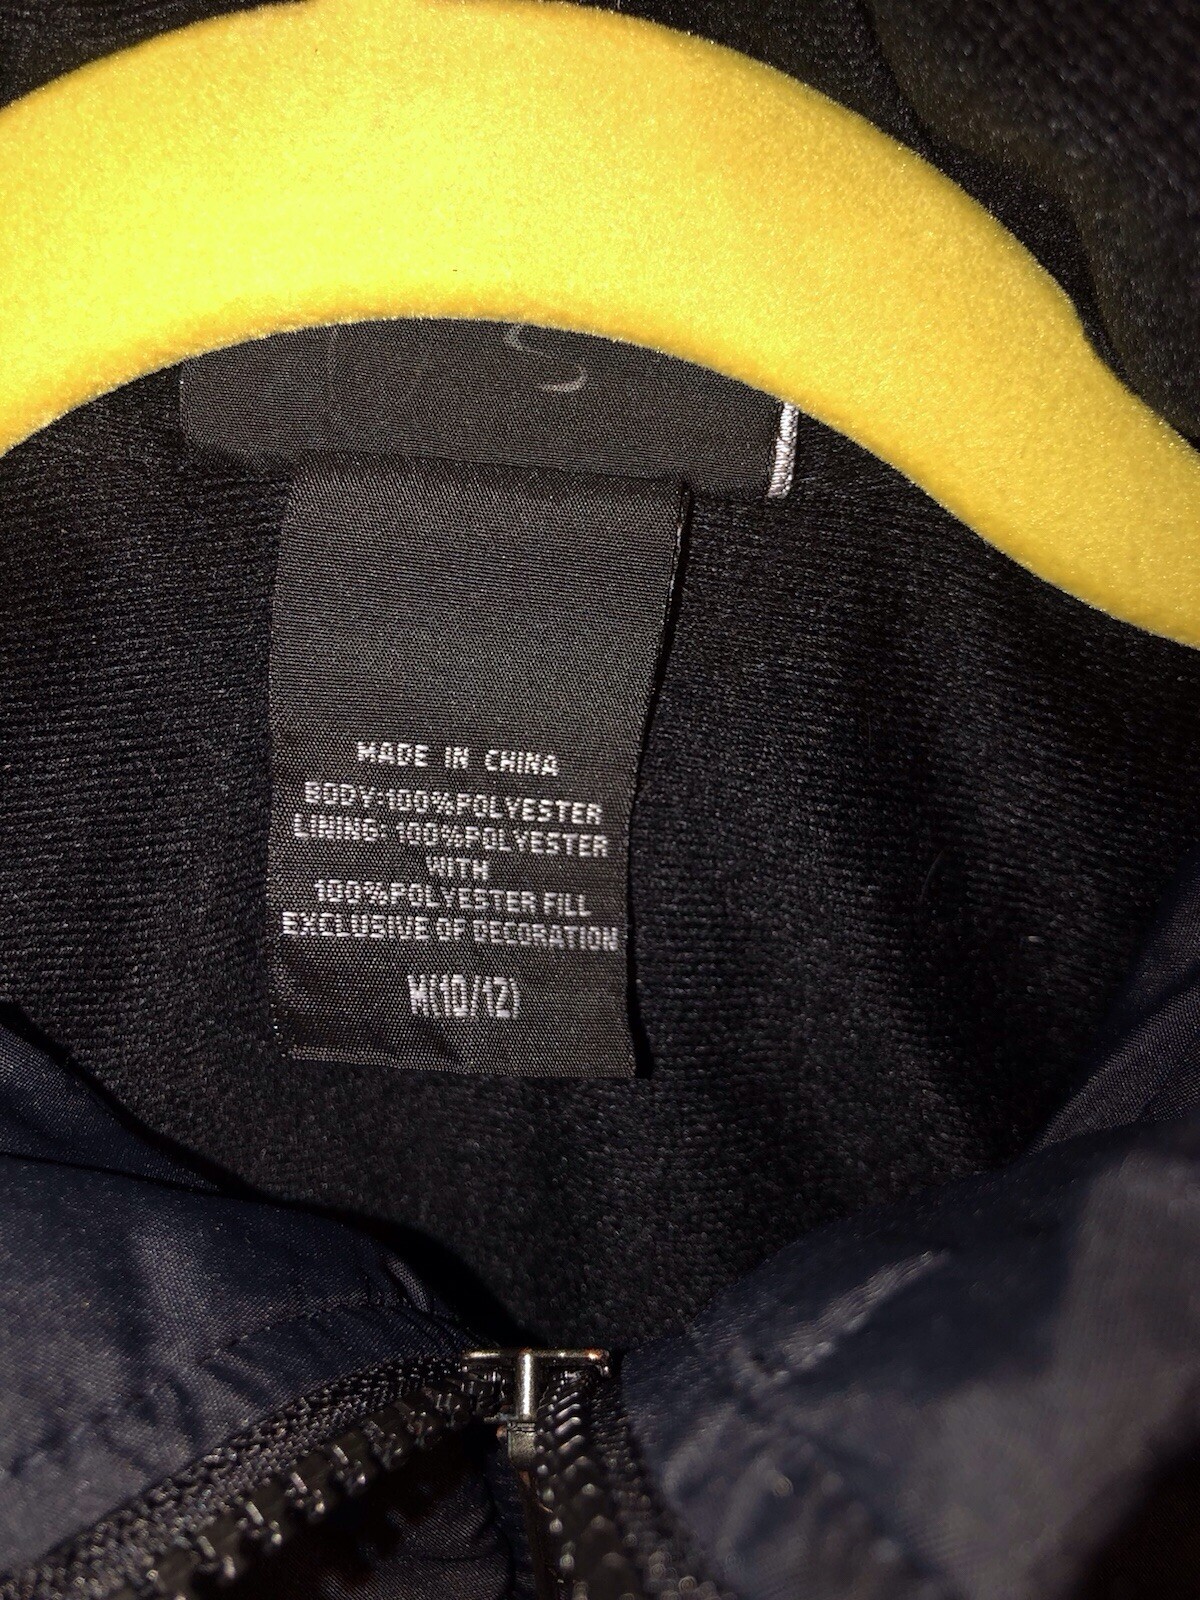 MADE IN CHINA
BODY:100%POLYESTER
LINING: 100%POLYESTER
WITH
100%POLYESTER FILL
EXCLUSIVE OF DECORATION
M(10/12)